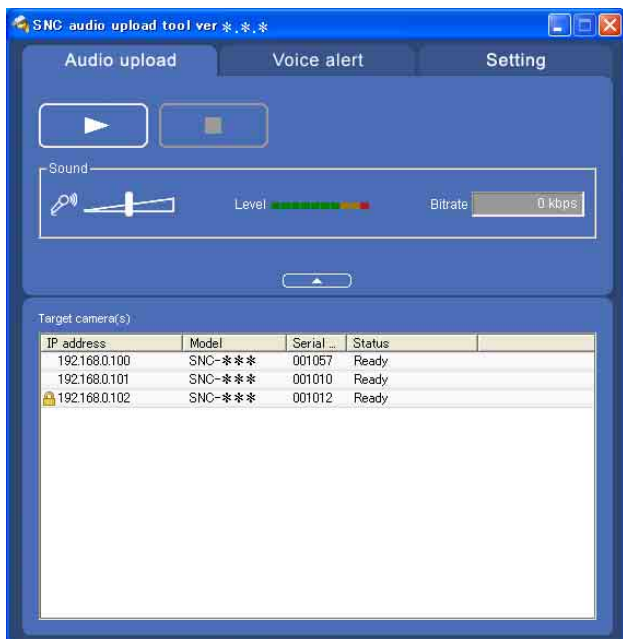 SNC audio upload tool ver *.*.*
Audio upload Voice alert Setting
Sound
Level Bitrate 0 kbps
Target camera(s)
IP address Model Serial ... Status
192.168.0.100 SNC-*** 001057 Ready
192.168.0.101 SNC-*** 001010 Ready
192.168.0.102 SNC-*** 001012 Ready